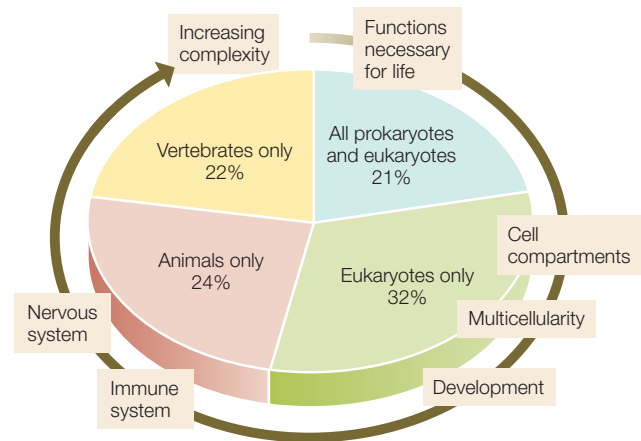 Increasing
complexity
Functions
necessary
for life
Vertebrates only
22%
All prokaryotes
and eukaryotes
21%
Animals only
24%
Eukaryotes only
32%
Cell
compartments
Multicellularity
Development
Immune
system
Nervous
system